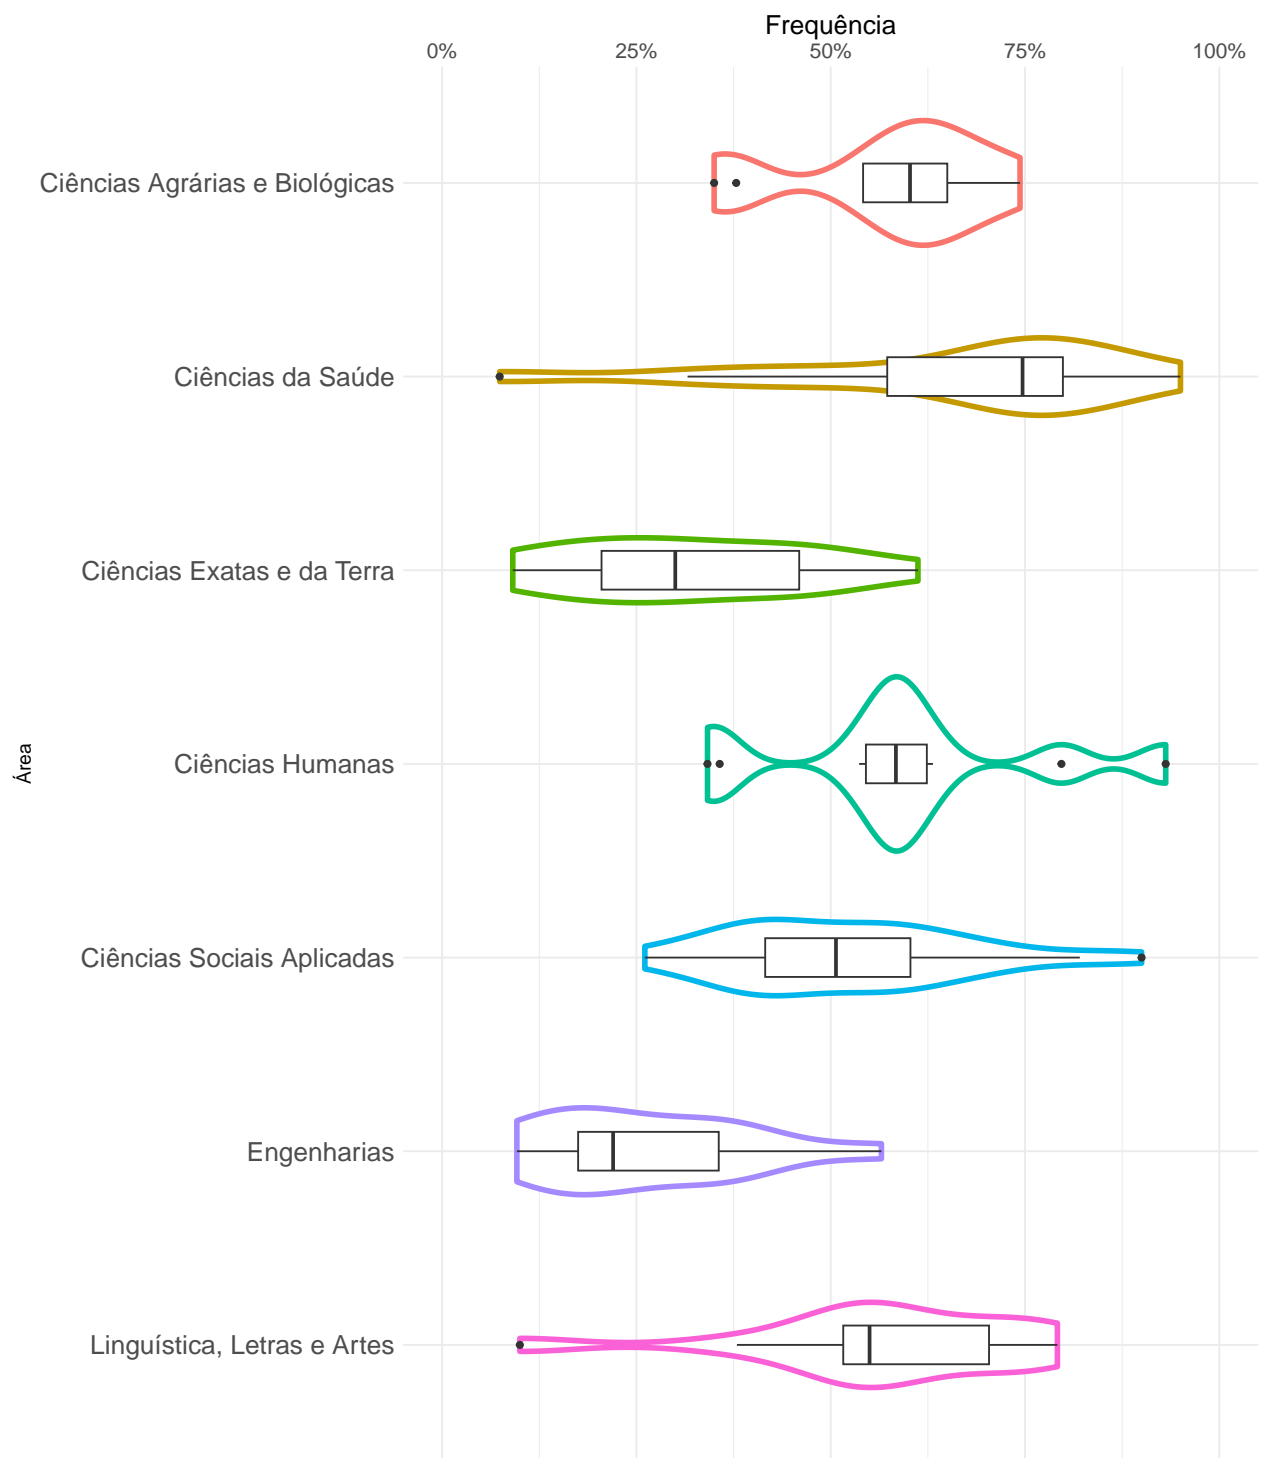 Frequência
0% 25% 50% 75% 100%
Ciências Agrárias e Biológicas
Ciências da Saúde
Ciências Exatas e da Terra
Ciências Humanas
Área
Ciências Sociais Aplicadas
Engenharias
Linguística, Letras e Artes